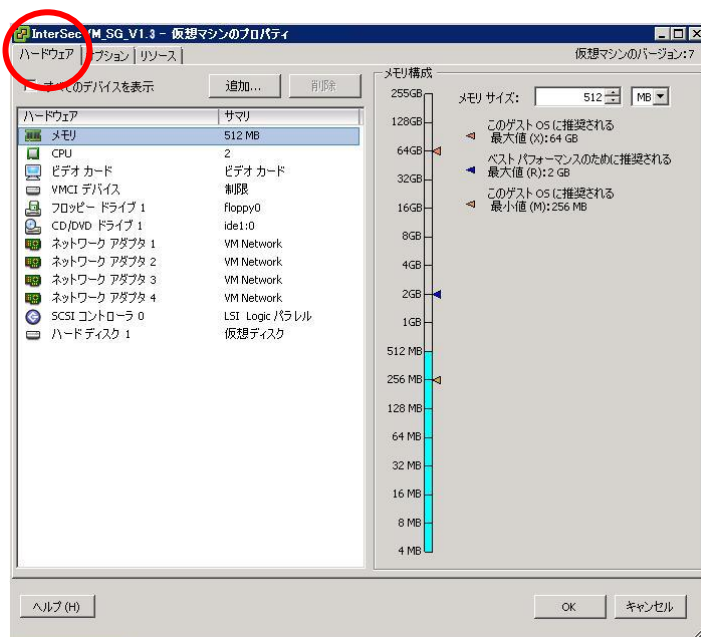 InterSec VM_SG_V1.3 - 仮想マシンのプロパティ
ハードウェア オプション リソース
仮想マシンのバージョン:7
すべてのデバイスを表示
追加...
削除
ハードウェア サマリ
メモリ 512 MB
CPU 2
ビデオ カード ビデオ カード
VMCI デバイス 制限
フロッピー ドライブ 1 floppy0
CD/DVD ドライブ 1 ide1:0
ネットワーク アダプタ 1 VM Network
ネットワーク アダプタ 2 VM Network
ネットワーク アダプタ 3 VM Network
ネットワーク アダプタ 4 VM Network
SCSI コントローラ 0 LSI Logic パラレル
ハード ディスク 1 仮想ディスク
メモリ構成
255GB
128GB
64GB
32GB
16GB
8GB
4GB
2GB
1GB
512 MB
256 MB
128 MB
64 MB
32 MB
16 MB
8 MB
4 MB
メモリ サイズ: 512 MB
このゲスト OS に推奨される
最大値 (X):64 GB
ベスト パフォーマンスのために推奨される
最大値 (R):2 GB
このゲスト OS に推奨される
最小値 (M):256 MB
ヘルプ (H)
OK
キャンセル